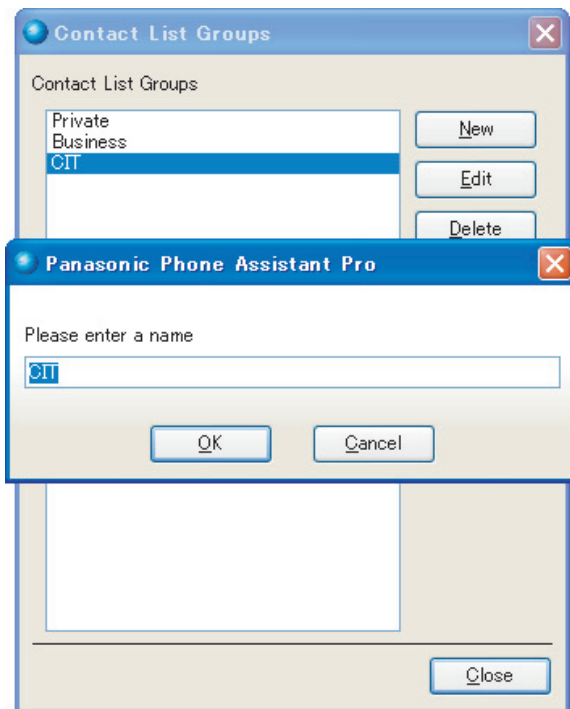 Contact List Groups
Contact List Groups
Private
Business
CIT
New
Edit
Delete
Panasonic Phone Assistant Pro
Please enter a name
CIT
OK
Cancel
Close